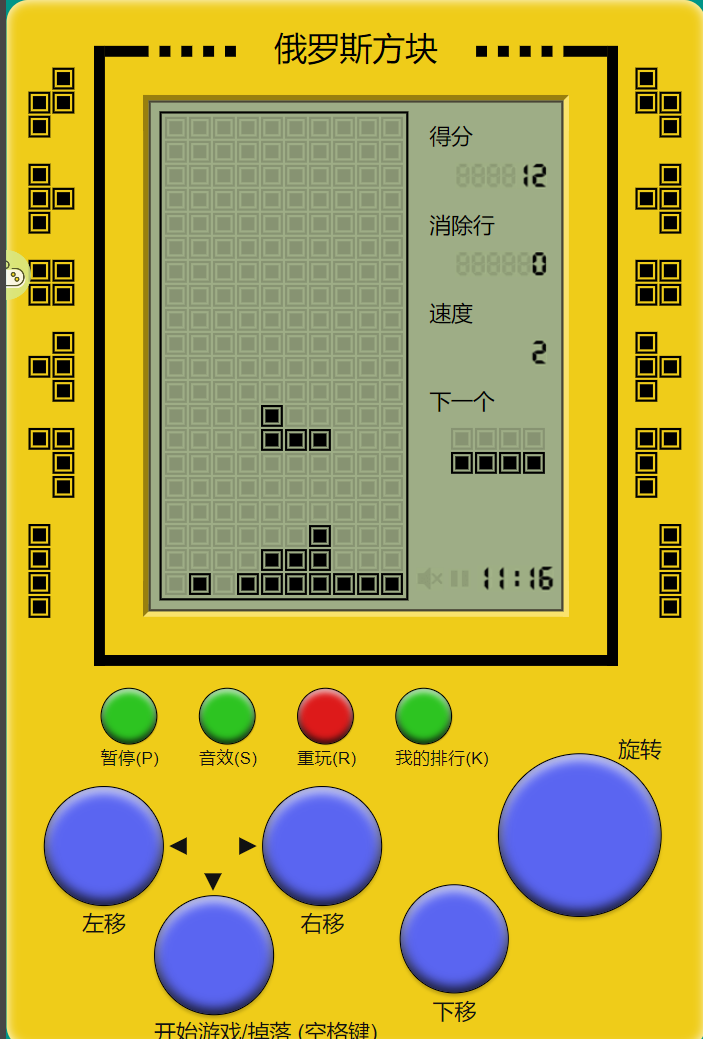 俄罗斯方块
得分
12
消除行
0
速度
2
下一个
11:16
暂停(P)
音效(S)
重玩(R)
我的排行(K)
旋转
左移
右移
下移
开始游戏/掉落 (空格键)